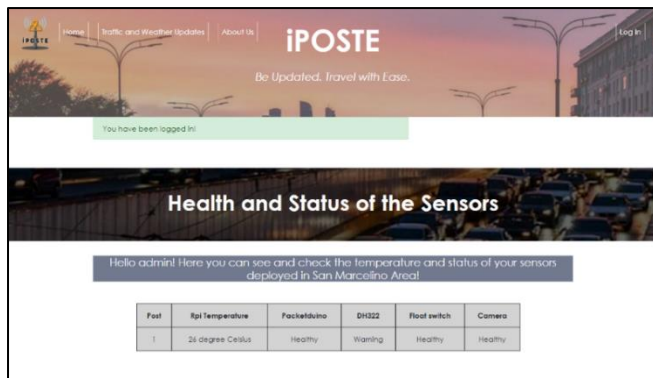 iPOSTE
Home
Traffic and Weather Updates
About Us
iPOSTE
Log In
Be Updated. Travel with Ease.
You have been logged in!
Health and Status of the Sensors
Hello admin! Here you can see and check the temperature and status of your sensors
deployed in San Marcelino Area!
Post Rpi Temperature Packetduino DH322 Float switch Camera
1 26 degree Celsius Healthy Warning Healthy Healthy